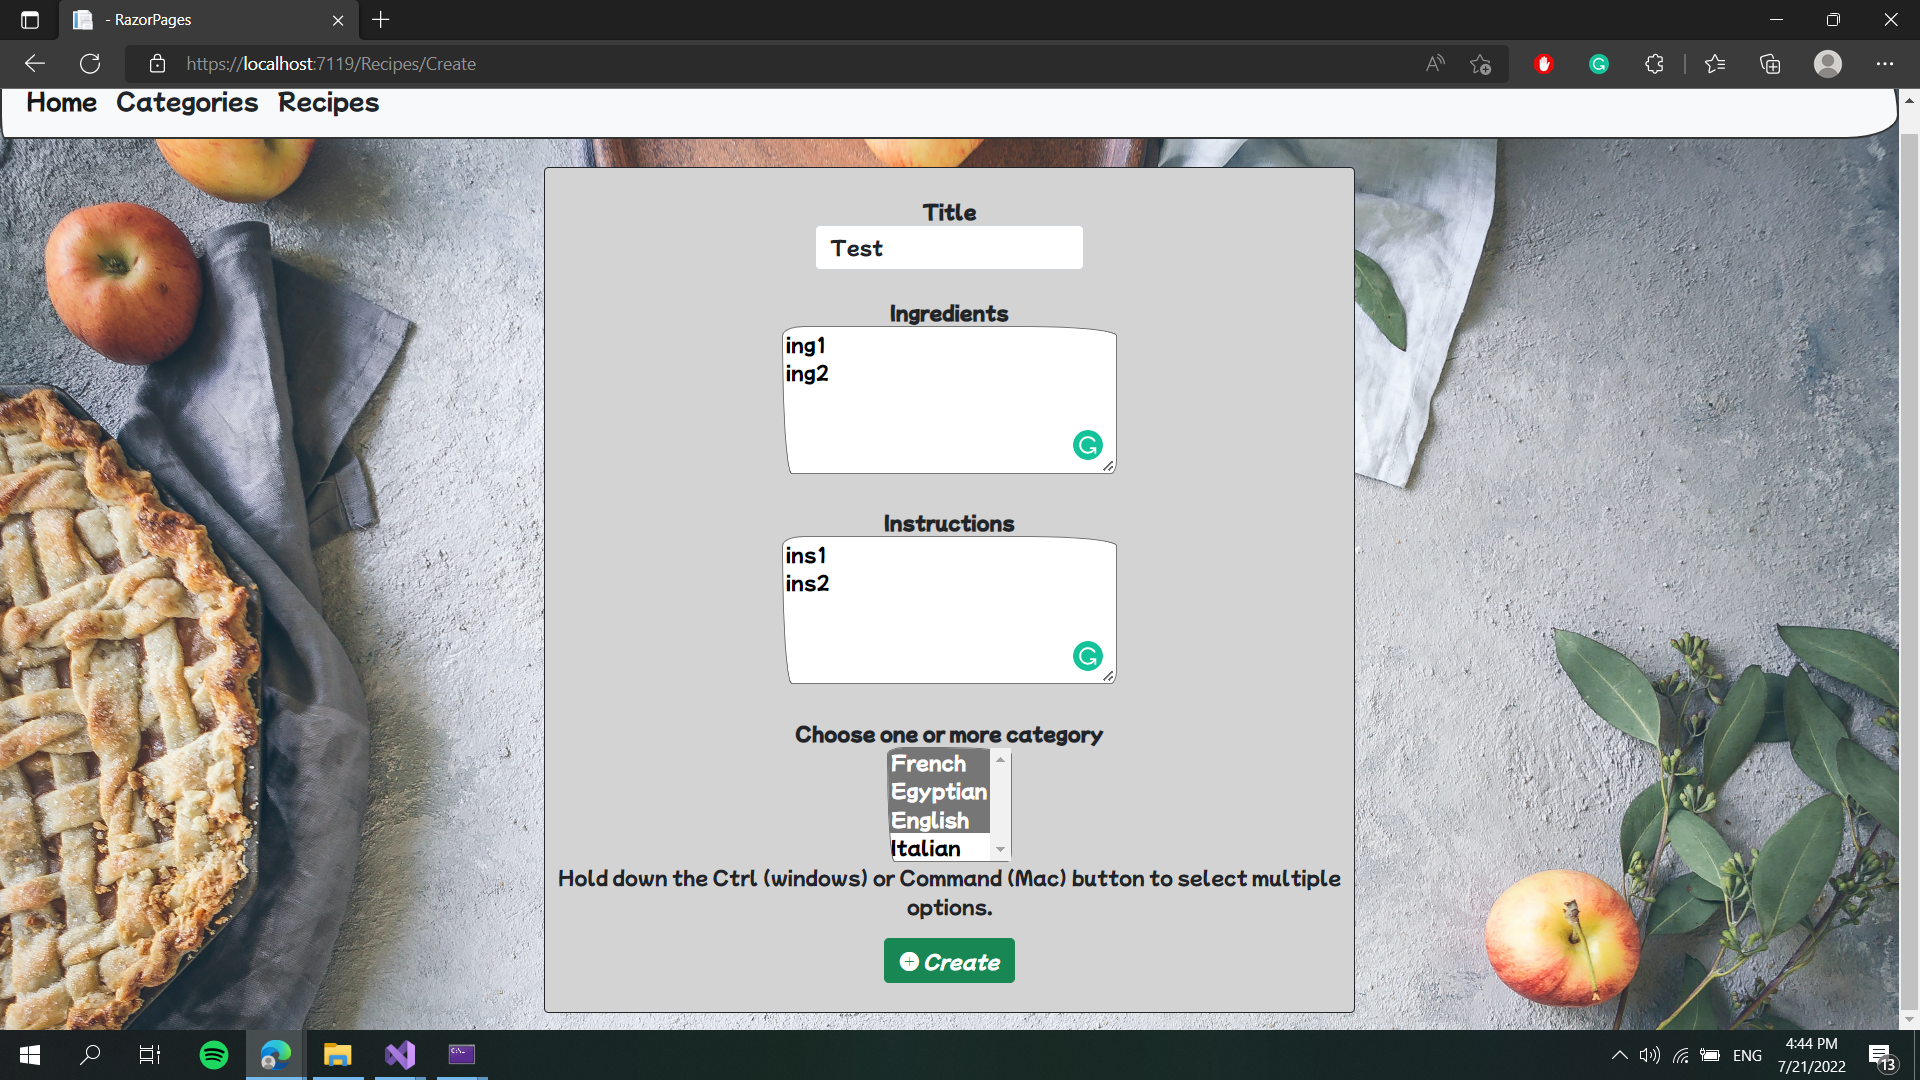 - RazorPages
https://localhost:7119/Recipes/Create
Home Categories Recipes
Title
Test
Ingredients
ing1
ing2
Instructions
ins1
ins2
Choose one or more category
French
Egyptian
English
Italian
Hold down the Ctrl (windows) or Command (Mac) button to select multiple
options.
Create
ENG
4:44 PM
7/21/2022
13